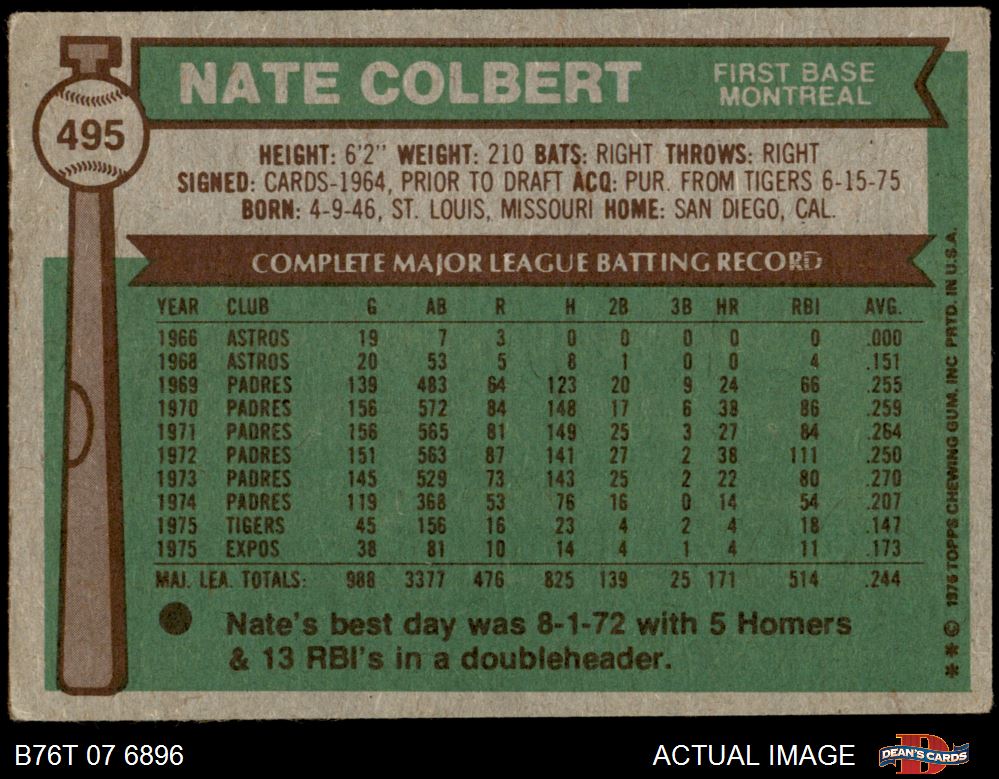 495
NATE COLBERT
FIRST BASE
MONTREAL
HEIGHT: 6'2" WEIGHT: 210 BATS: RIGHT THROWS: RIGHT
SIGNED: CARDS-1964, PRIOR TO DRAFT ACQ: PUR. FROM TIGERS 6-15-75
BORN: 4-9-46, ST. LOUIS, MISSOURI HOME: SAN DIEGO, CAL.
COMPLETE MAJOR LEAGUE BATTING RECORD
YEAR CLUB G AB R H 2B 3B HR RBI AVG.
1966 ASTROS 19 7 3 0 0 0 0 0 .000
1968 ASTROS 20 53 5 8 1 0 0 4 .151
1969 PADRES 139 483 64 123 20 9 24 66 .255
1970 PADRES 156 572 84 148 17 6 38 86 .259
1971 PADRES 156 565 81 149 25 3 27 84 .264
1972 PADRES 151 563 87 141 27 2 38 111 .250
1973 PADRES 145 529 73 143 25 2 22 80 .270
1974 PADRES 119 368 53 76 16 0 14 54 .207
1975 TIGERS 45 156 16 23 4 2 4 18 .147
1975 EXPOS 38 81 10 14 4 1 4 11 .173
MAJ. LEA. TOTALS: 988 3377 476 825 139 25 171 514 .244
Nate's best day was 8-1-72 with 5 Homers
& 13 RBI's in a doubleheader.
* * © 1976 TOPPS CHEWING GUM, INC PRTD. IN U.S.A.
B76T 07 6896
ACTUAL IMAGE
DEAN'S CARDS